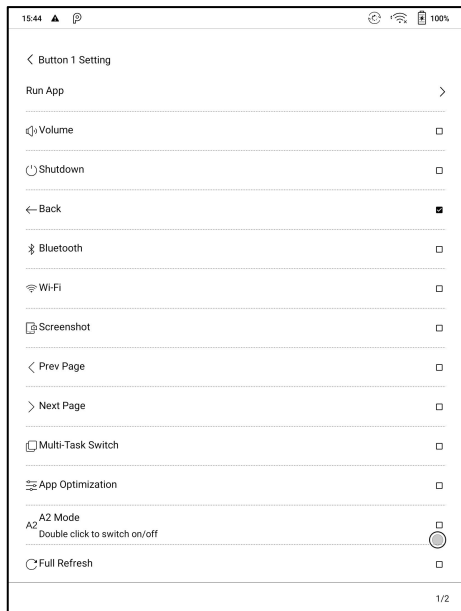 15:44 100%
Button 1 Setting
Run App
Volume
Shutdown
Back
Bluetooth
Wi-Fi
Screenshot
Prev Page
Next Page
Multi-Task Switch
App Optimization
A2 A2 Mode
Double click to switch on/off
Full Refresh
1/2